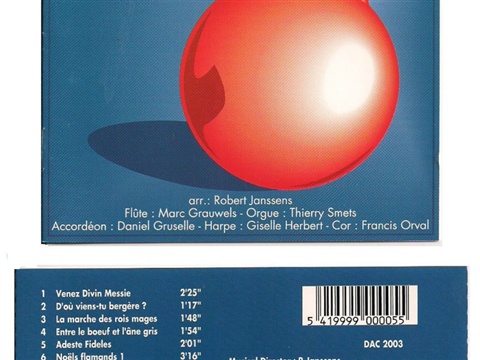 arr.: Robert Janssens
Flûte : Marc Grauwels - Orgue : Thierry Smets
Accordéon : Daniel Gruselle - Harpe : Giselle Herbert - Cor : Francis Orval
1 Venez Divin Messie 2'25"
2 D'où viens-tu bergère ? 1'17"
3 La marche des rois mages 1'48"
4 Entre le boeuf et l'âne gris 1'54"
5 Adeste Fideles 2'01"
6 Noëls flamands 1 3'16"
5 419999 000055
DAC 2003
Musical Director: R. Janssens